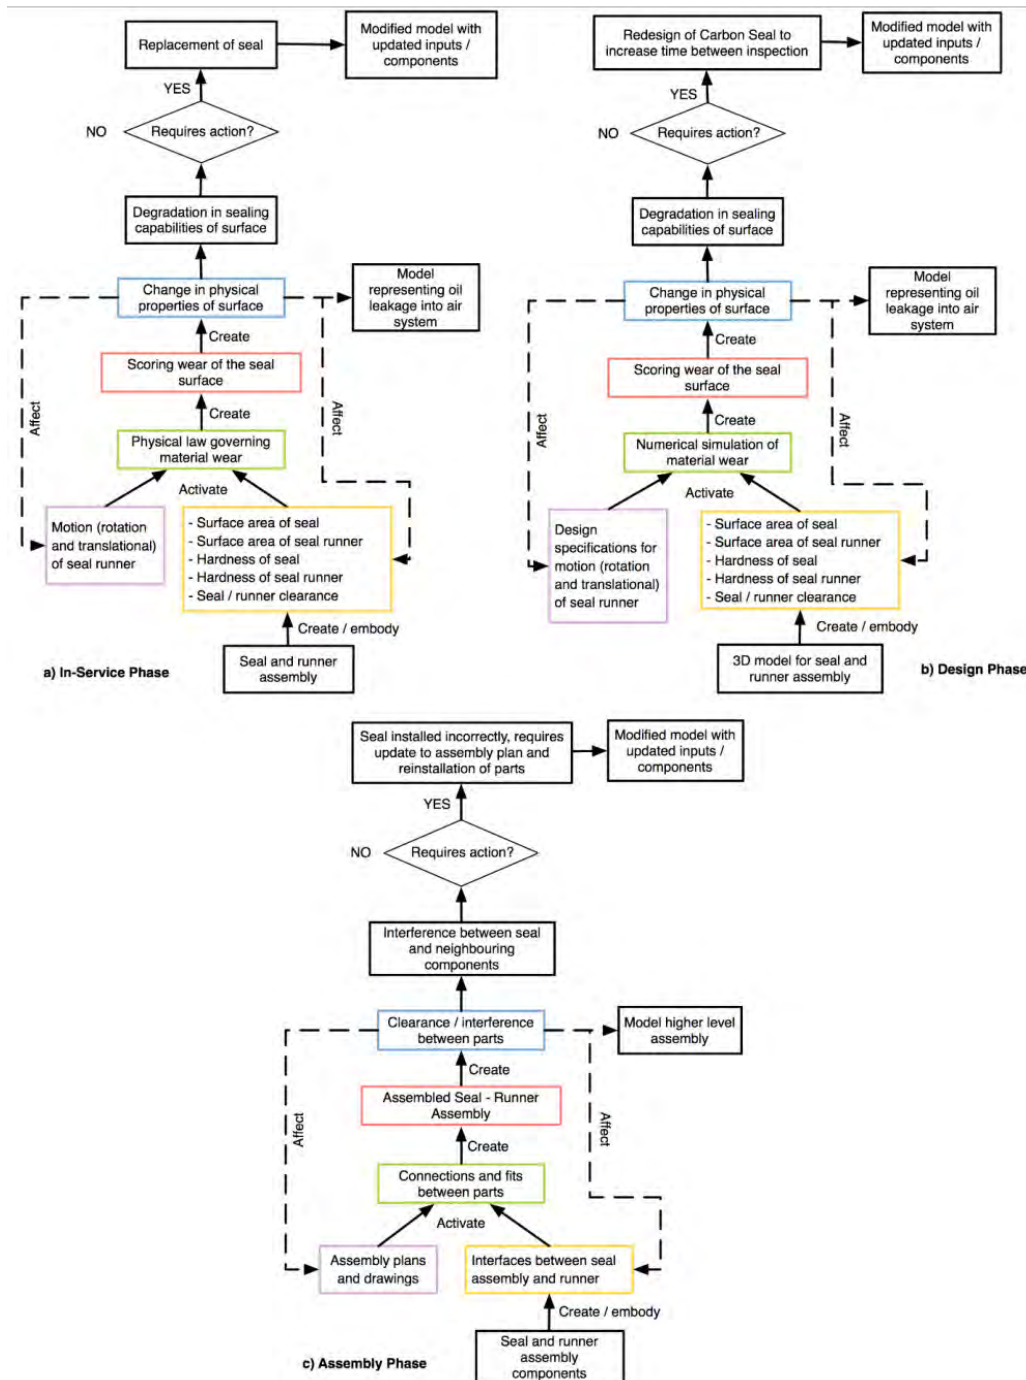 Replacement of seal
Modified model with
updated inputs /
components
YES
NO
Requires action?
Degradation in sealing
capabilities of surface
Change in physical
properties of surface
Model
representing oil
leakage into air
system
Create
Scoring wear of the seal
surface
Create
Affect
Affect
Physical law governing
material wear
Activate
Motion (rotation
and translational)
of seal runner
- Surface area of seal
- Surface area of seal runner
- Hardness of seal
- Hardness of seal runner
- Seal / runner clearance
Create / embody
Seal and runner
assembly
a) In-Service Phase
Redesign of Carbon Seal to
increase time between inspection
Modified model with
updated inputs /
components
YES
NO
Requires action?
Degradation in sealing
capabilities of surface
Change in physical
properties of surface
Model
representing oil
leakage into air
system
Create
Scoring wear of the seal
surface
Create
Affect
Affect
Numerical simulation of
material wear
Activate
Design
specifications for
motion (rotation
and translational)
of seal runner
- Surface area of seal
- Surface area of seal runner
- Hardness of seal
- Hardness of seal runner
- Seal / runner clearance
Create / embody
3D model for seal and
runner assembly
b) Design Phase
Seal installed incorrectly, requires
update to assembly plan and
reinstallation of parts
Modified model with
updated inputs /
components
YES
NO
Requires action?
Interference between seal
and neighbouring
components
Clearance / interference
between parts
Model higher level
assembly
Create
Assembled Seal - Runner
Assembly
Affect
Affect
Create
Connections and fits
between parts
Activate
Assembly plans
and drawings
Interfaces between seal
assembly and runner
Create / embody
Seal and runner
assembly
components
c) Assembly Phase